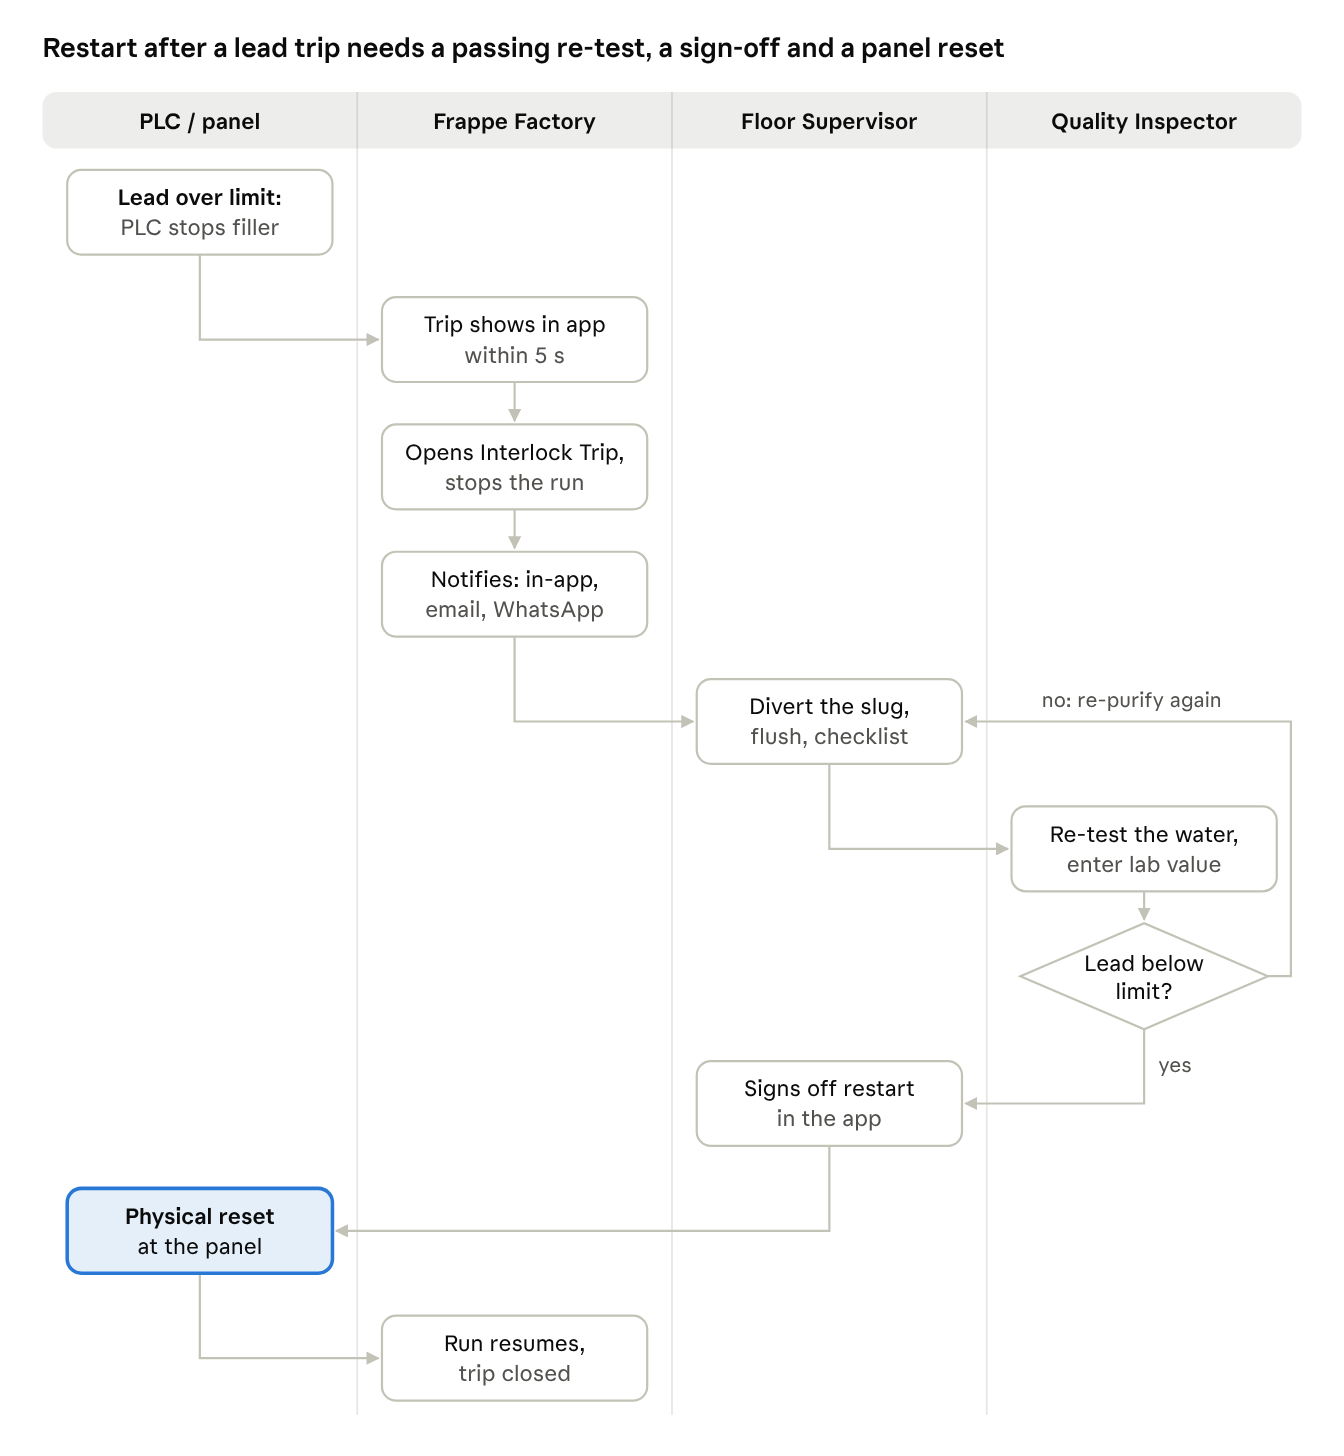 Restart after a lead trip needs a passing re-test, a sign-off and a panel reset
PLC / panel
Frappe Factory
Floor Supervisor
Quality Inspector
Lead over limit:
PLC stops filler
Trip shows in app
within 5 s
Opens Interlock Trip,
stops the run
Notifies: in-app,
email, WhatsApp
Divert the slug,
flush, checklist
no: re-purify again
Re-test the water,
enter lab value
Lead below
limit?
yes
Signs off restart
in the app
Physical reset
at the panel
Run resumes,
trip closed